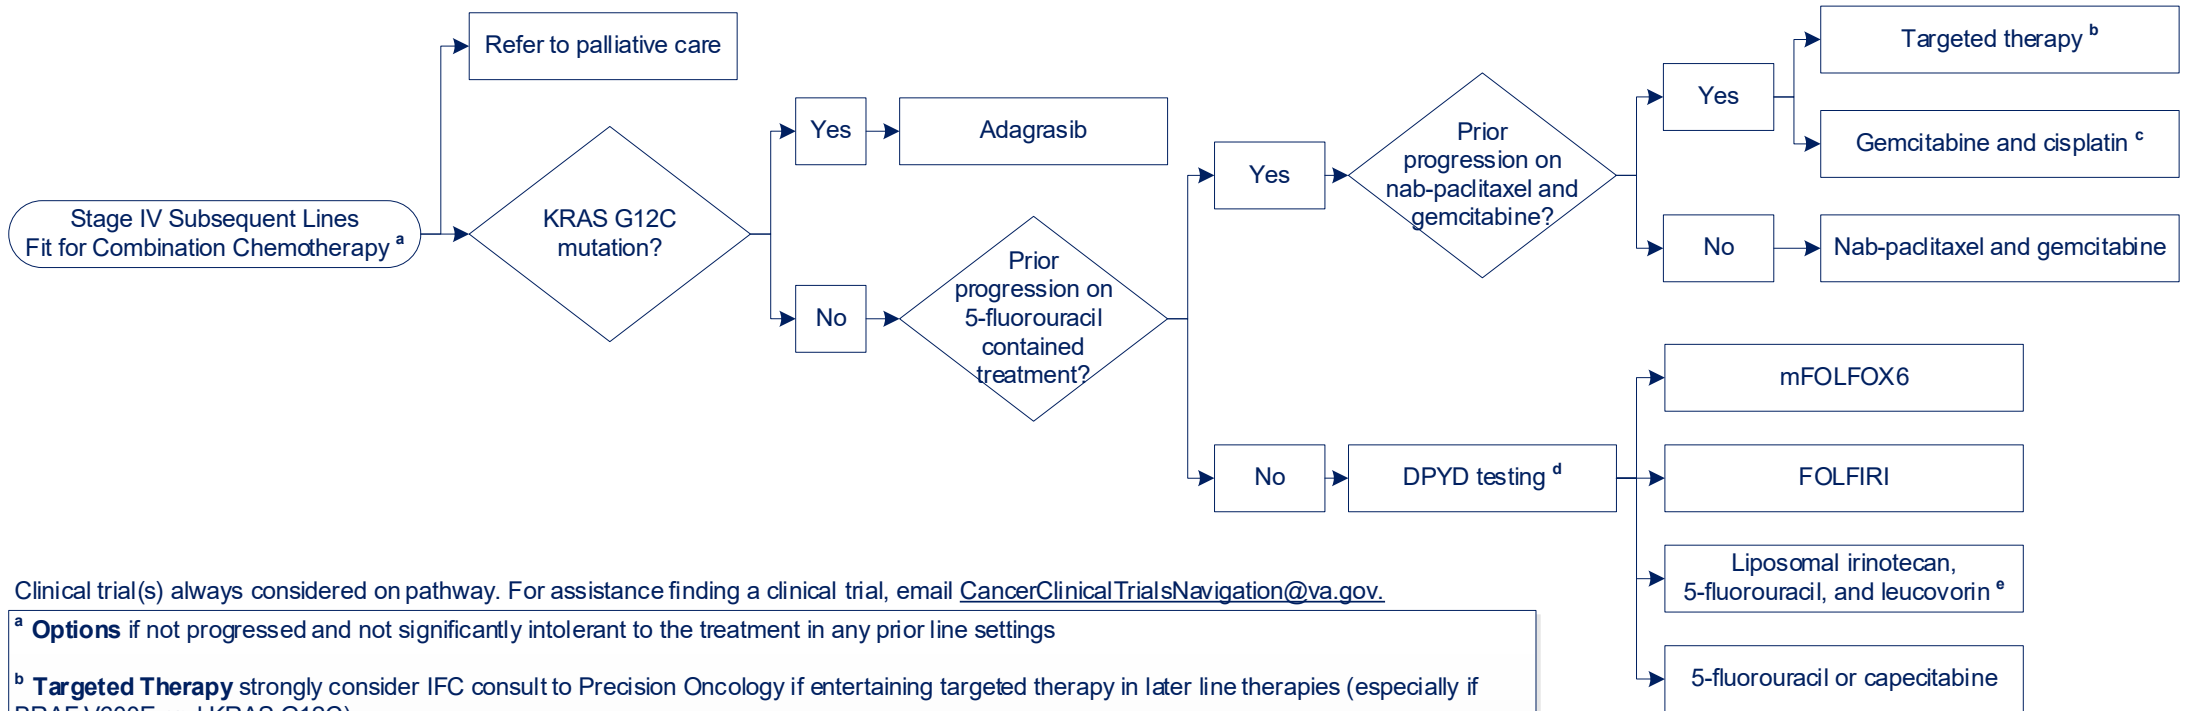 Refer to palliative care
Stage IV Subsequent Lines
Fit for Combination Chemotherapy a
KRAS G12C
mutation?
Yes
Adagrasib
No
Prior
progression on
5-fluorouracil
contained
treatment?
Yes
Prior
progression on
nab-paclitaxel and
gemcitabine?
Yes
Targeted therapy b
Gemcitabine and cisplatin c
No
Nab-paclitaxel and gemcitabine
No
DPYD testing d
mFOLFOX6
FOLFIRI
Liposomal irinotecan,
5-fluorouracil, and leucovorin e
5-fluorouracil or capecitabine
Clinical trial(s) always considered on pathway. For assistance finding a clinical trial, email CancerClinicalTrialsNavigation@va.gov.
a Options if not progressed and not significantly intolerant to the treatment in any prior line settings
b Targeted Therapy strongly consider IFC consult to Precision Oncology if entertaining targeted therapy in later line therapies (especially if